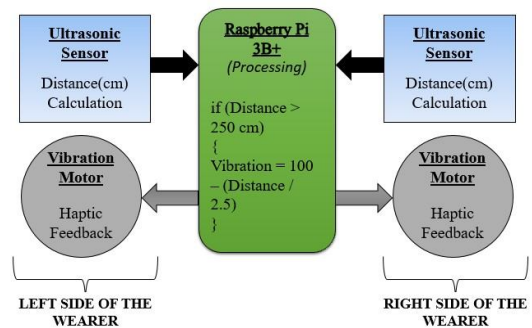 Ultrasonic
Sensor
Distance(cm)
Calculation
Vibration
Motor
Haptic
Feedback
LEFT SIDE OF THE
WEARER
Raspberry Pi
3B+
(Processing)
if (Distance >
250 cm)
{
Vibration = 100
– (Distance /
2.5)
}
Ultrasonic
Sensor
Distance(cm)
Calculation
Vibration
Motor
Haptic
Feedback
RIGHT SIDE OF THE
WEARER